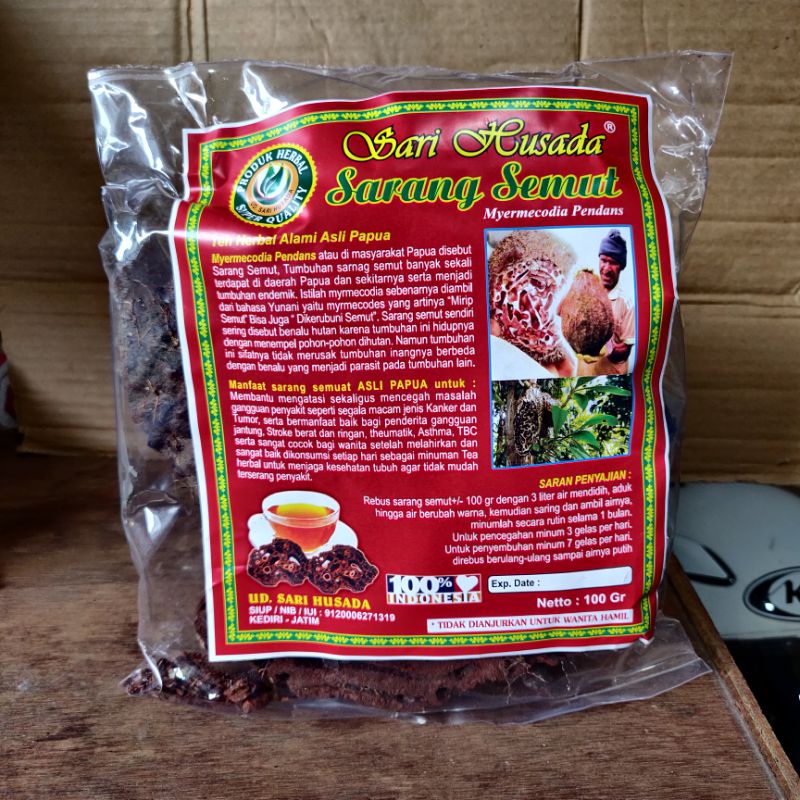 Sari Husada®
Sarang Semut
Myermecodia Pendans
PRODUK HERBAL
UD. SARI HUSADA
SUPER QUALITY
Teh Herbal Alami Asli Papua
Myermecodia Pendans atau di masyarakat Papua disebut
Sarang Semut, Tumbuhan sarnag semut banyak sekali
terdapat di daerah Papua dan sekitarnya serta menjadi
tumbuhan endemik. Istilah myrmecodia sebenarnya diambil
dari bahasa Yunani yaitu myrmecodes yang artinya "Mirip
Semut" Bisa Juga " Dikerubuni Semut". Sarang semut sendiri
sering disebut benalu hutan karena tumbuhan ini hidupnya
dengan menempel pohon-pohon dihutan. Namun tumbuhan
ini sifatnya tidak merusak tumbuhan inangnya berbeda
dengan benalu yang menjadi parasit pada tumbuhan lain.
Manfaat sarang semuat ASLI PAPUA untuk :
Membantu mengatasi sekaligus mencegah masalah
gangguan penyakit seperti segala macam jenis Kanker dan
Tumor, serta bermanfaat baik bagi penderita gangguan
jantung, Stroke berat dan ringan, theumatik, Asthma, TBC
serta sangat cocok bagi wanita setelah melahirkan dan
sangat baik dikonsumsi setiap hari sebagai minuman Tea
herbal untuk menjaga kesehatan tubuh agar tidak mudah
terserang penyakit.
SARAN PENYAJIAN :
Rebus sarang semut+/- 100 gr dengan 3 liter air mendidih, aduk
hingga air berubah warna, kemudian saring dan ambil airnya,
minumlah secara rutin selama 1 bulan.
Untuk pencegahan minum 3 gelas per hari.
Untuk penyembuhan minum 7 gelas per hari.
direbus berulang-ulang sampai airnya putih
UD. SARI HUSADA
SIUP / NIB / IUI : 9120006271319
KEDIRI - JATIM
100%
INDONESIA
Exp. Date :
Netto : 100 Gr
* TIDAK DIANJURKAN UNTUK WANITA HAMIL